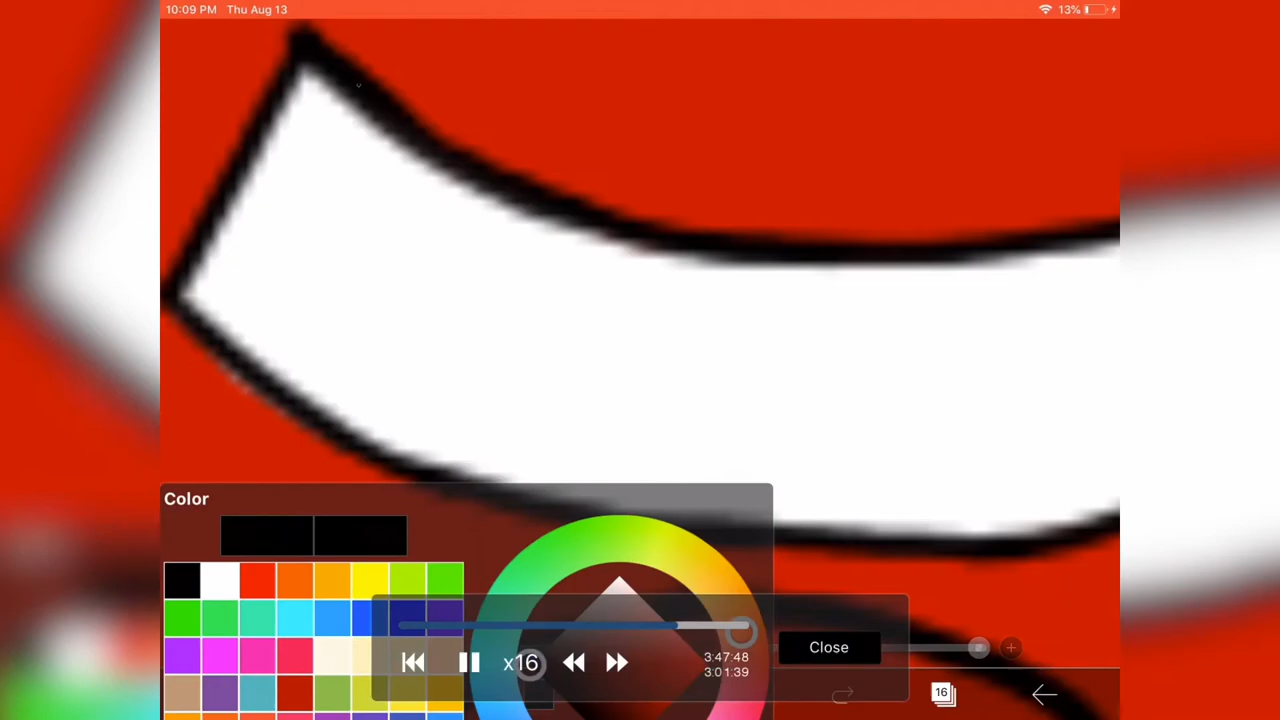 10:09 PM Thu Aug 13
13%
Color
x16
3:47:48
3:01:39
Close
16